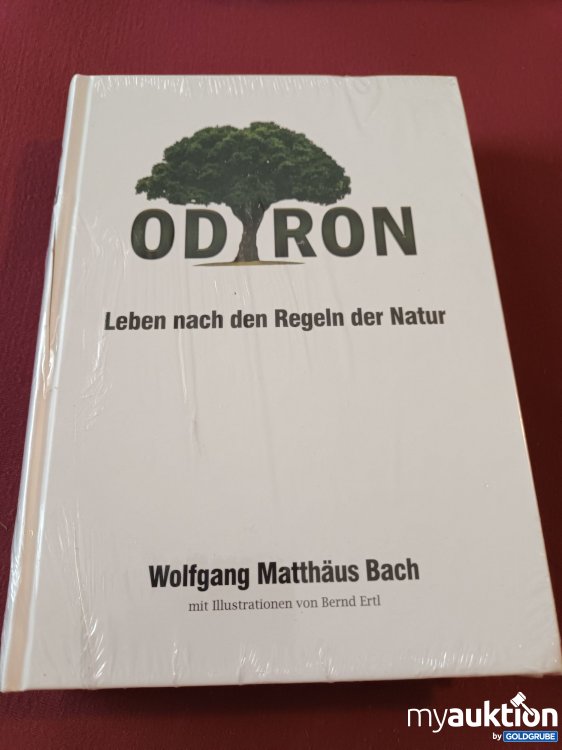 ODYRON
Leben nach den Regeln der Natur
Wolfgang Matthäus Bach
mit Illustrationen von Bernd Ertl
myauktion
by GOLDGRUBE